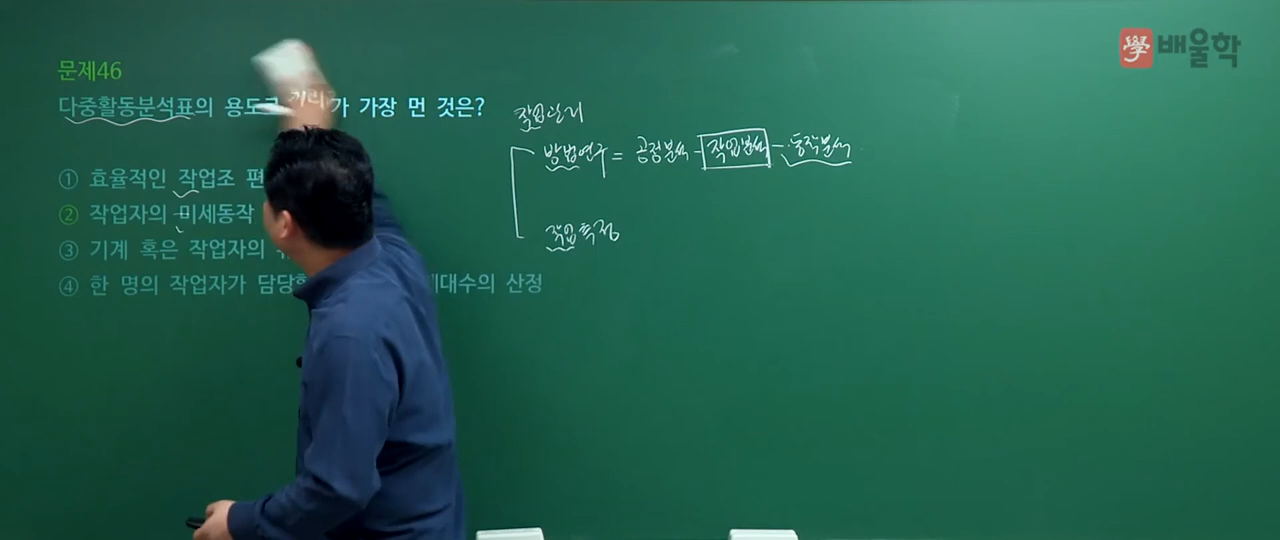 學 배울학
문제46
다중활동분석표의 용도 가 가장 먼 것은?
① 효율적인 작업조 편
② 작업자의 미세동작
③ 기계 혹은 작업자의
④ 한 명의 작업자가 담당 대수의 산정
작업관리
방법연구 = 공정분석 - 작업분석 - 동작분석
작업측정